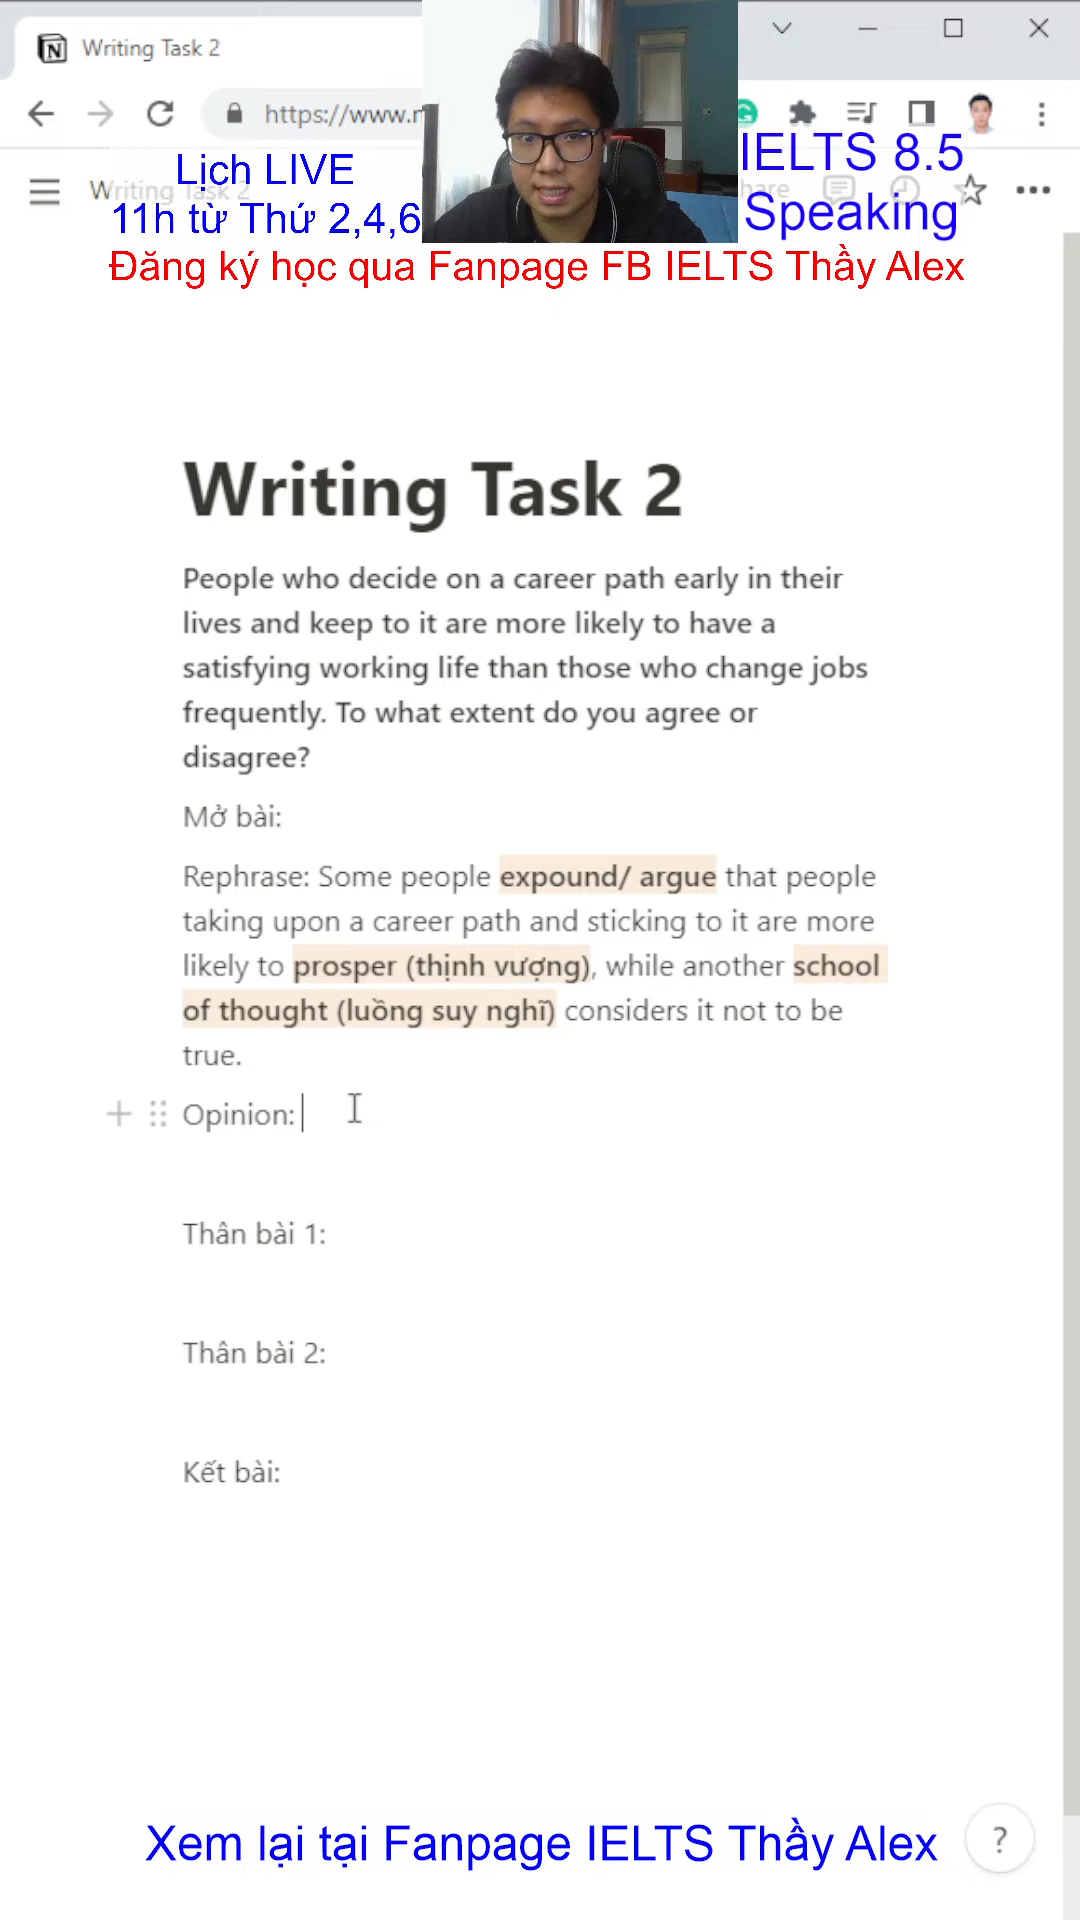 Writing Task 2
https://www.
Lịch LIVE
IELTS 8.5
Writing Task 2
11h từ Thứ 2,4,6
Speaking
Đăng ký học qua Fanpage FB IELTS Thầy Alex
Writing Task 2
People who decide on a career path early in their
lives and keep to it are more likely to have a
satisfying working life than those who change jobs
frequently. To what extent do you agree or
disagree?
Mở bài:
Rephrase: Some people expound/ argue that people
taking upon a career path and sticking to it are more
likely to prosper (thịnh vượng), while another school
of thought (luồng suy nghĩ) considers it not to be
true.
Opinion:
Thân bài 1:
Thân bài 2:
Kết bài:
Xem lại tại Fanpage IELTS Thầy Alex
?